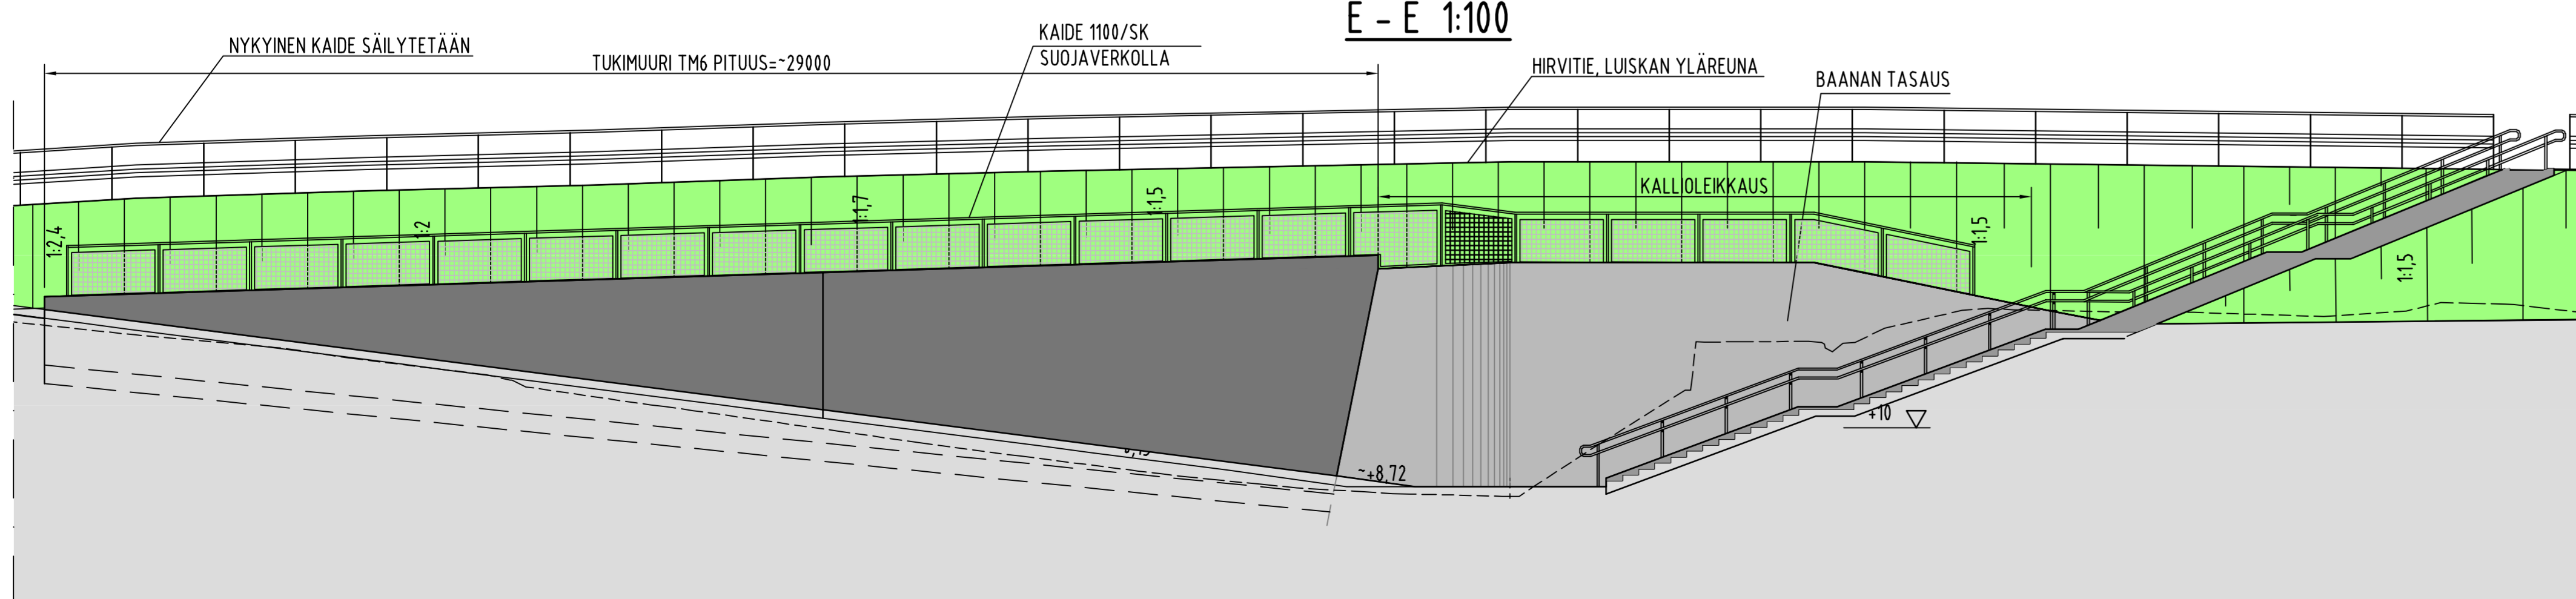 E - E 1:100
NYKYINEN KAIDE SÄILYTETÄÄN
TUKIMUURI TM6 PITUUS=~29000
KAIDE 1100/SK
SUOJAVERKOLLA
HIRVITIE, LUISKAN YLÄREUNA
BAANAN TASAUS
KALLIOLEIKKAUS
1:2,4
1:2
1:1,7
1:1,5
1:1,5
1:1,5
+10
~+8,72